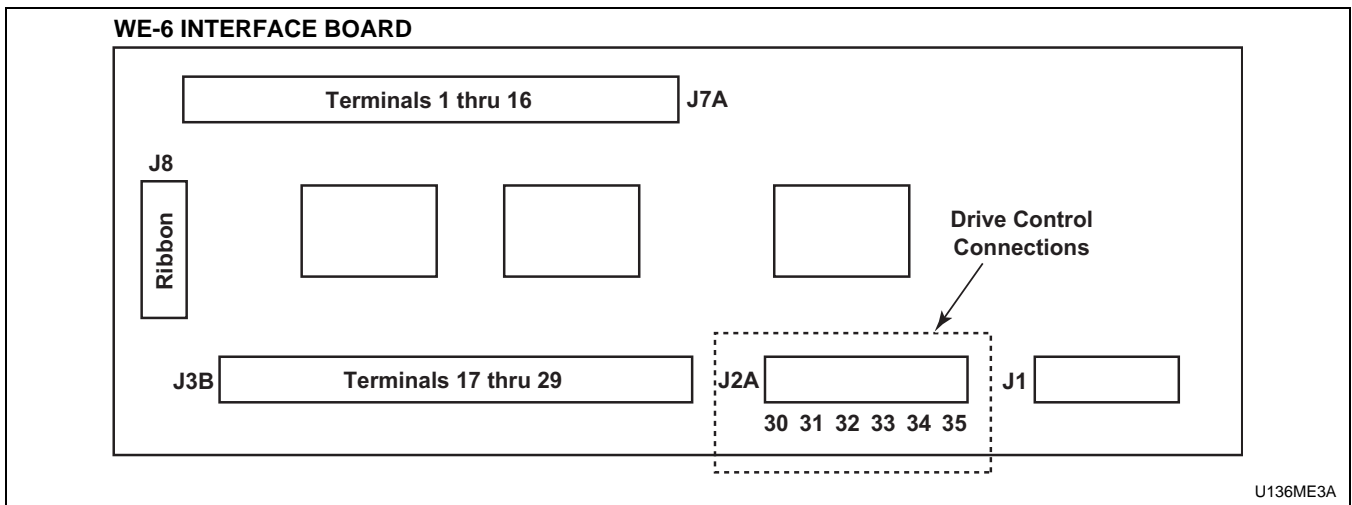 WE-6 INTERFACE BOARD
Terminals 1 thru 16
J7A
J8
Ribbon
Drive Control
Connections
J3B
Terminals 17 thru 29
J2A
J1
30 31 32 33 34 35
U136ME3A